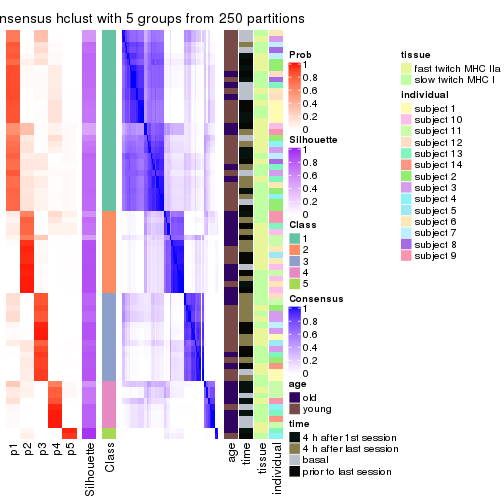 nsensus hclust with 5 groups from 250 partitions
Prob
1
0.8
0.6
0.4
0.2
0
Silhouette
1
0.8
0.6
0.4
0.2
0
Class
1
2
3
4
5
Consensus
1
0.8
0.6
0.4
0.2
0
age
old
young
time
4 h after 1st session
4 h after last session
basal
prior to last session
tissue
fast twitch MHC IIa
slow twitch MHC I
individual
subject 1
subject 10
subject 11
subject 12
subject 13
subject 2
subject 3
subject 4
subject 5
subject 6
subject 7
subject 8
subject 9
p1
p2
p3
p4
p5
Silhouette
Class
age
time
tissue
individual